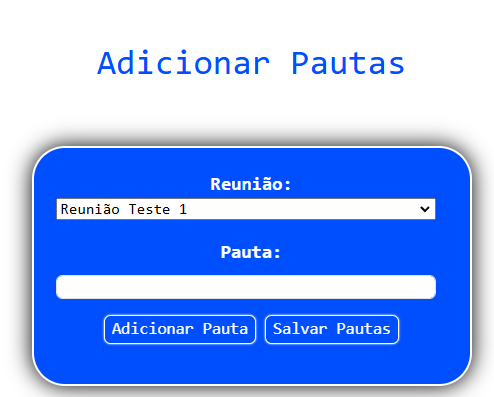 Adicionar Pautas
Reunião:
Reunião Teste 1
Pauta:
Adicionar Pauta Salvar Pautas